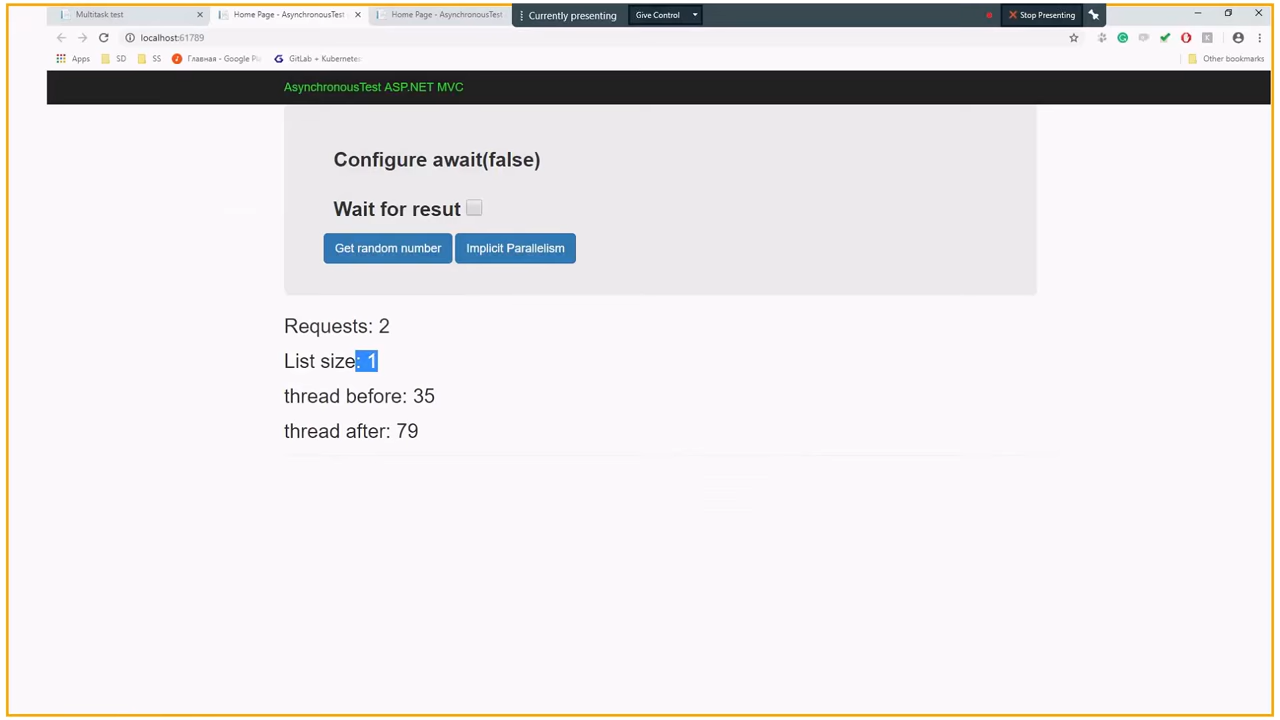 Multitask test
Home Page - AsynchronousTest
Home Page - AsynchronousTest
Currently presenting
Give Control
Stop Presenting
localhost:61789
Apps
SD
SS
Главная - Google Pl
GitLab + Kubernete
Other bookmarks
AsynchronousTest ASP.NET MVC
Configure await(false)
Wait for resut
Get random number
Implicit Parallelism
Requests: 2
List size: 1
thread before: 35
thread after: 79